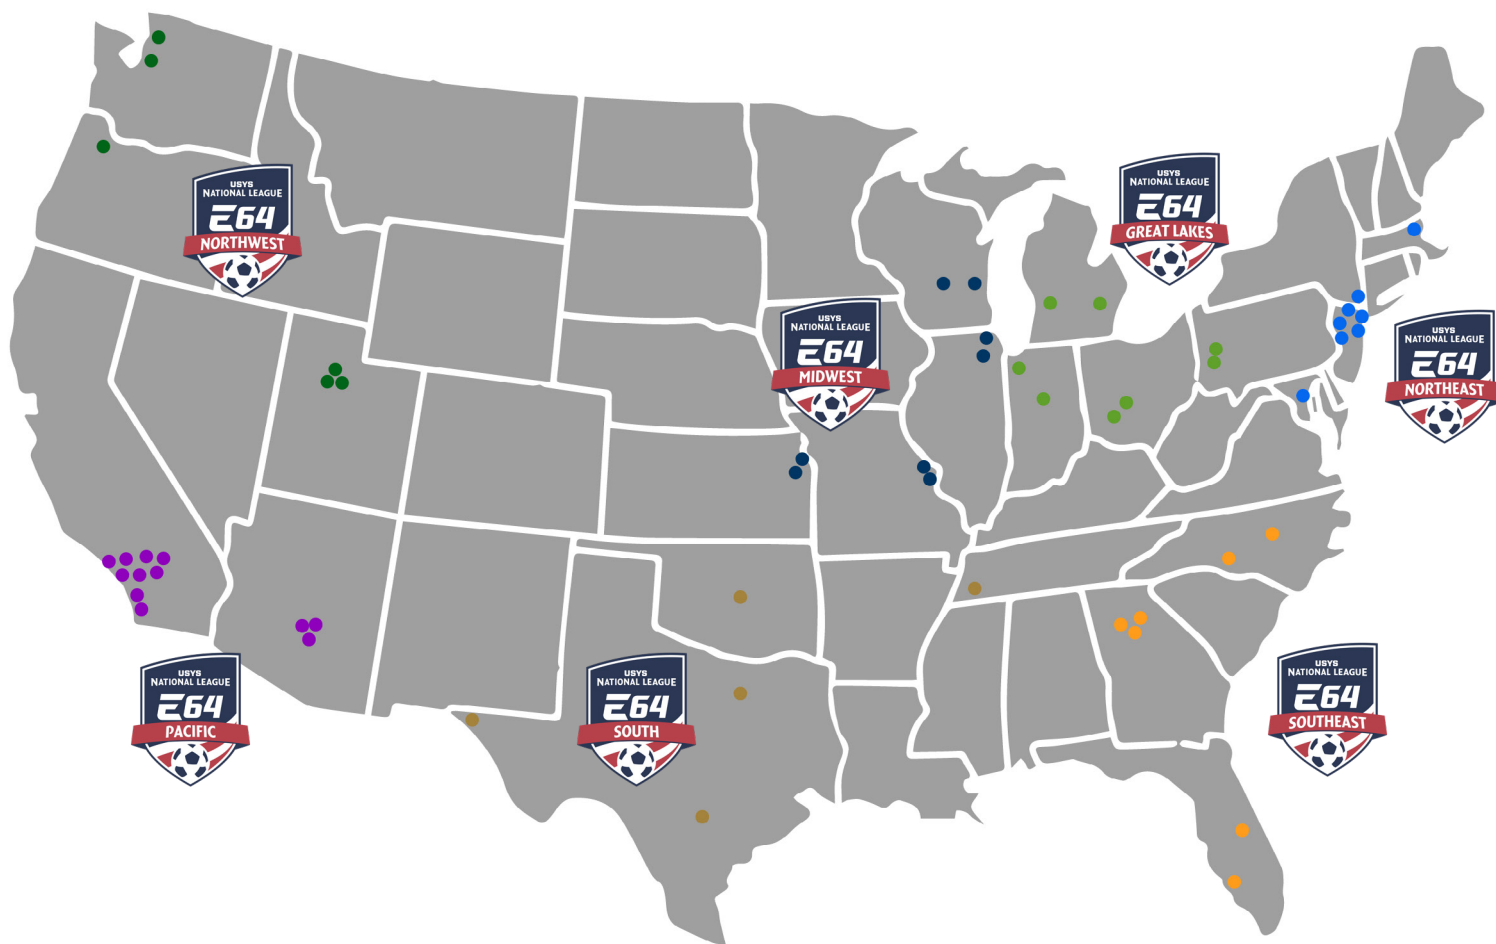 USYS
NATIONAL LEAGUE
E64
NORTHWEST
USYS
NATIONAL LEAGUE
E64
GREAT LAKES
USYS
NATIONAL LEAGUE
E64
MIDWEST
USYS
NATIONAL LEAGUE
E64
NORTHEAST
USYS
NATIONAL LEAGUE
E64
PACIFIC
USYS
NATIONAL LEAGUE
E64
SOUTH
USYS
NATIONAL LEAGUE
E64
SOUTHEAST